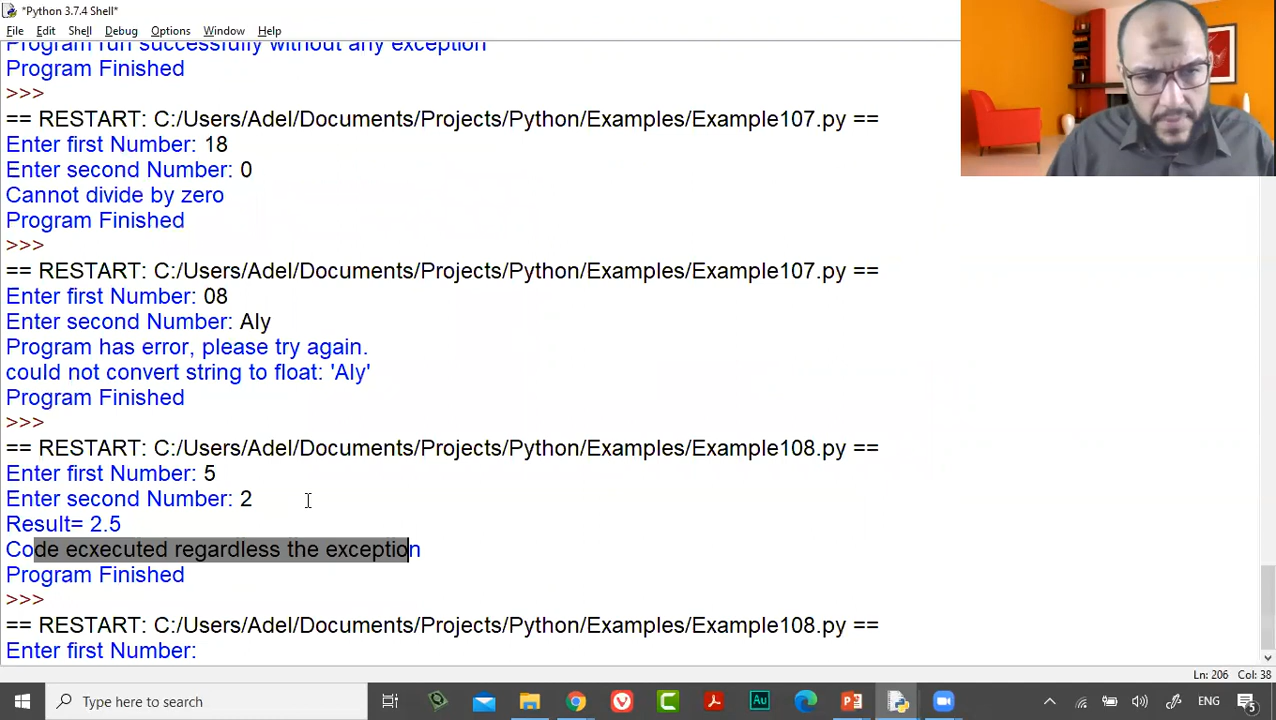 *Python 3.7.4 Shell*
File Edit Shell Debug Options Window Help
Program run successfully without any exception
Program Finished
>>>
== RESTART: C:/Users/Adel/Documents/Projects/Python/Examples/Example107.py ==
Enter first Number: 18
Enter second Number: 0
Cannot divide by zero
Program Finished
>>>
== RESTART: C:/Users/Adel/Documents/Projects/Python/Examples/Example107.py ==
Enter first Number: 08
Enter second Number: Aly
Program has error, please try again.
could not convert string to float: 'Aly'
Program Finished
>>>
== RESTART: C:/Users/Adel/Documents/Projects/Python/Examples/Example108.py ==
Enter first Number: 5
Enter second Number: 2
Result= 2.5
Code ecxecuted regardless the exception
Program Finished
>>>
== RESTART: C:/Users/Adel/Documents/Projects/Python/Examples/Example108.py ==
Enter first Number:
Ln: 206 Col: 38
Type here to search
Au
ENG
5